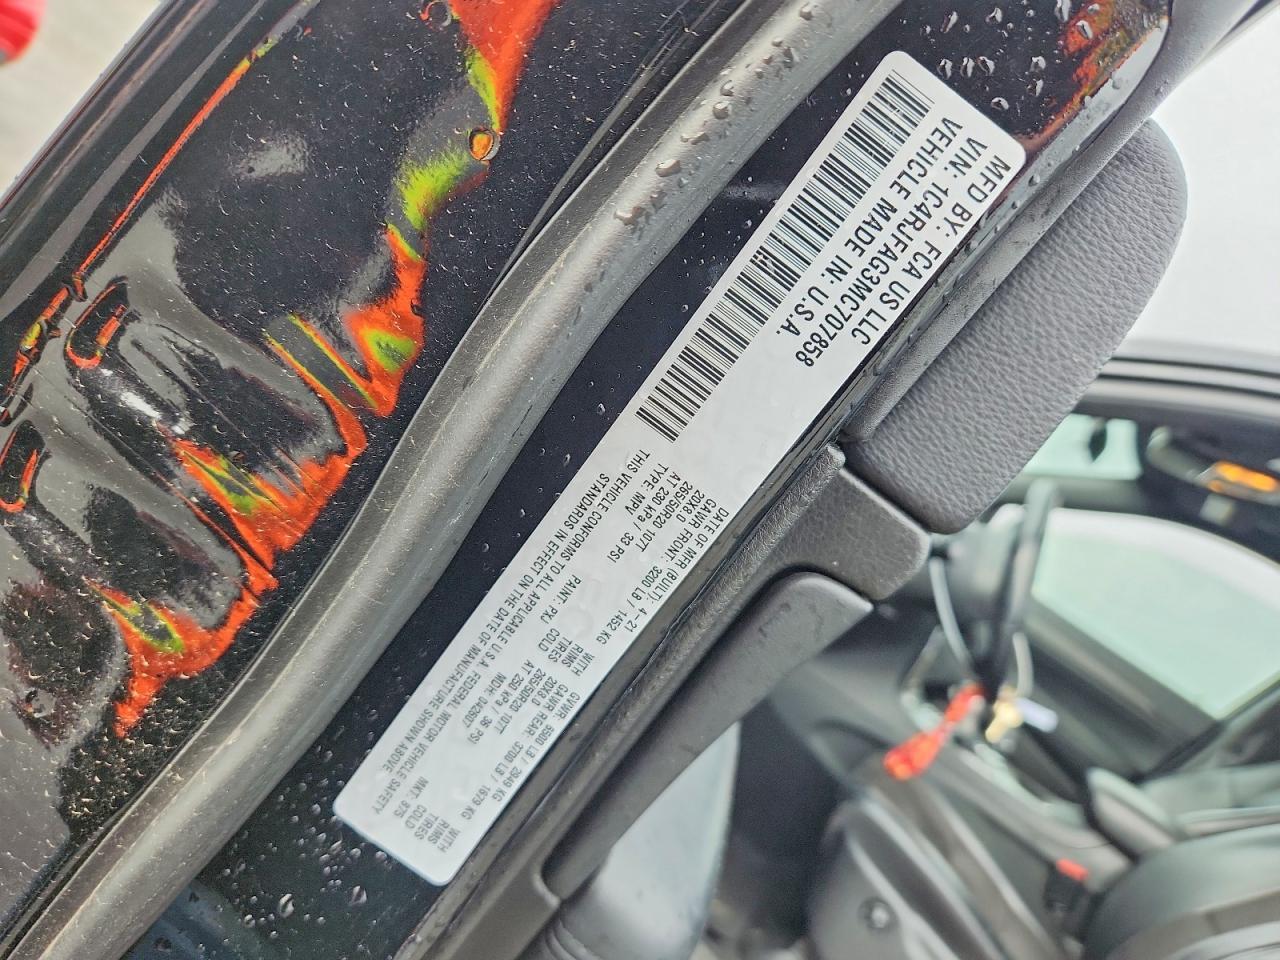 MFD BY: FCA US LLC
VIN: 1C4RJFAG3MC707858
VEHICLE MADE IN: U.S.A.
DATE OF MFR (BUILT): 4-21
GVWR: 6500 LB / 2949 KG
GAWR FRONT: 3200 LB / 1452 KG WITH
GAWR REAR: 3700 LB / 1679 KG WITH
20X8.0 RIMS
20X8.0 RIMS
265/50R20 107T TIRES
265/50R20 107T TIRES
AT 230 kPa / 33 PSI COLD
AT 250 kPa / 36 PSI COLD
TYPE: MPV PAINT: PXJ MDH: 042607 MKT: 875
THIS VEHICLE CONFORMS TO ALL APPLICABLE U.S.A. FEDERAL MOTOR VEHICLE SAFETY
STANDARDS IN EFFECT ON THE DATE OF MANUFACTURE SHOWN ABOVE